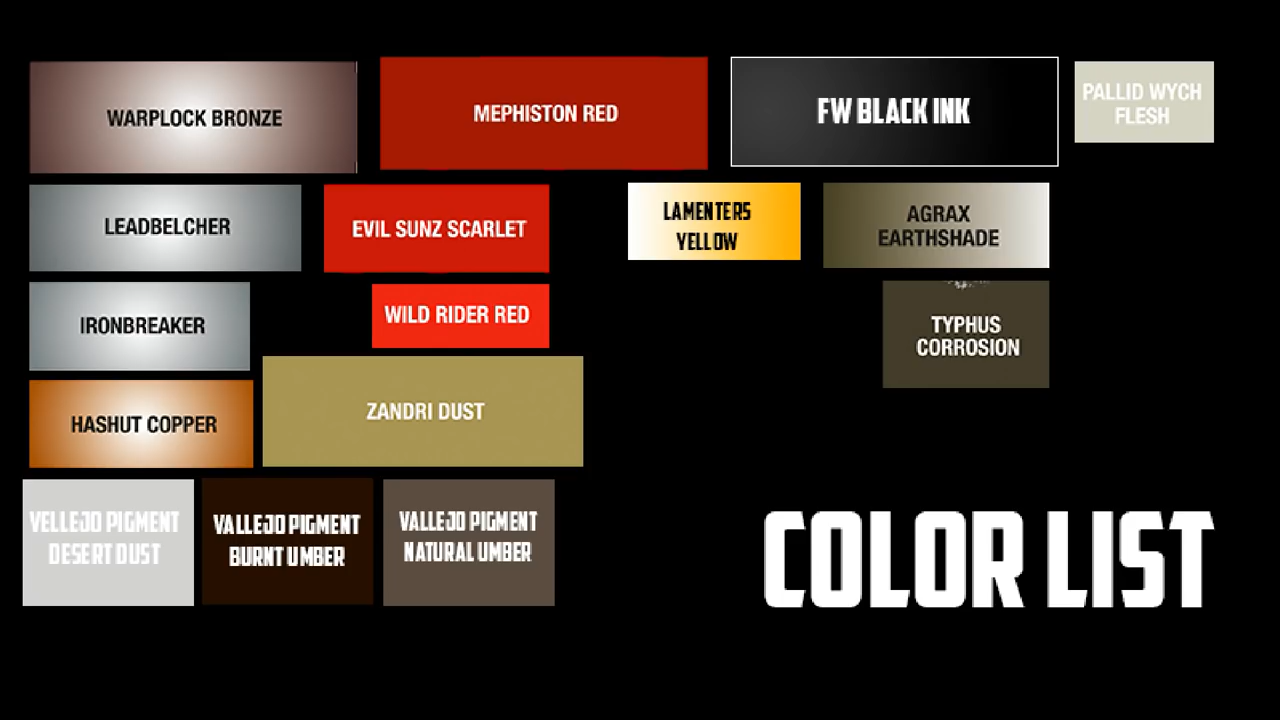 WARPLOCK BRONZE
MEPHISTON RED
FW BLACK INK
PALLID WYCH
FLESH
LEADBELCHER
EVIL SUNZ SCARLET
LAMENTERS
YELLOW
AGRAX
EARTHSHADE
IRONBREAKER
WILD RIDER RED
TYPHUS
CORROSION
HASHUT COPPER
ZANDRI DUST
VELLEJO PIGMENT
DESERT DUST
VALLEJO PIGMENT
BURNT UMBER
VALLEJO PIGMENT
NATURAL UMBER
COLOR LIST